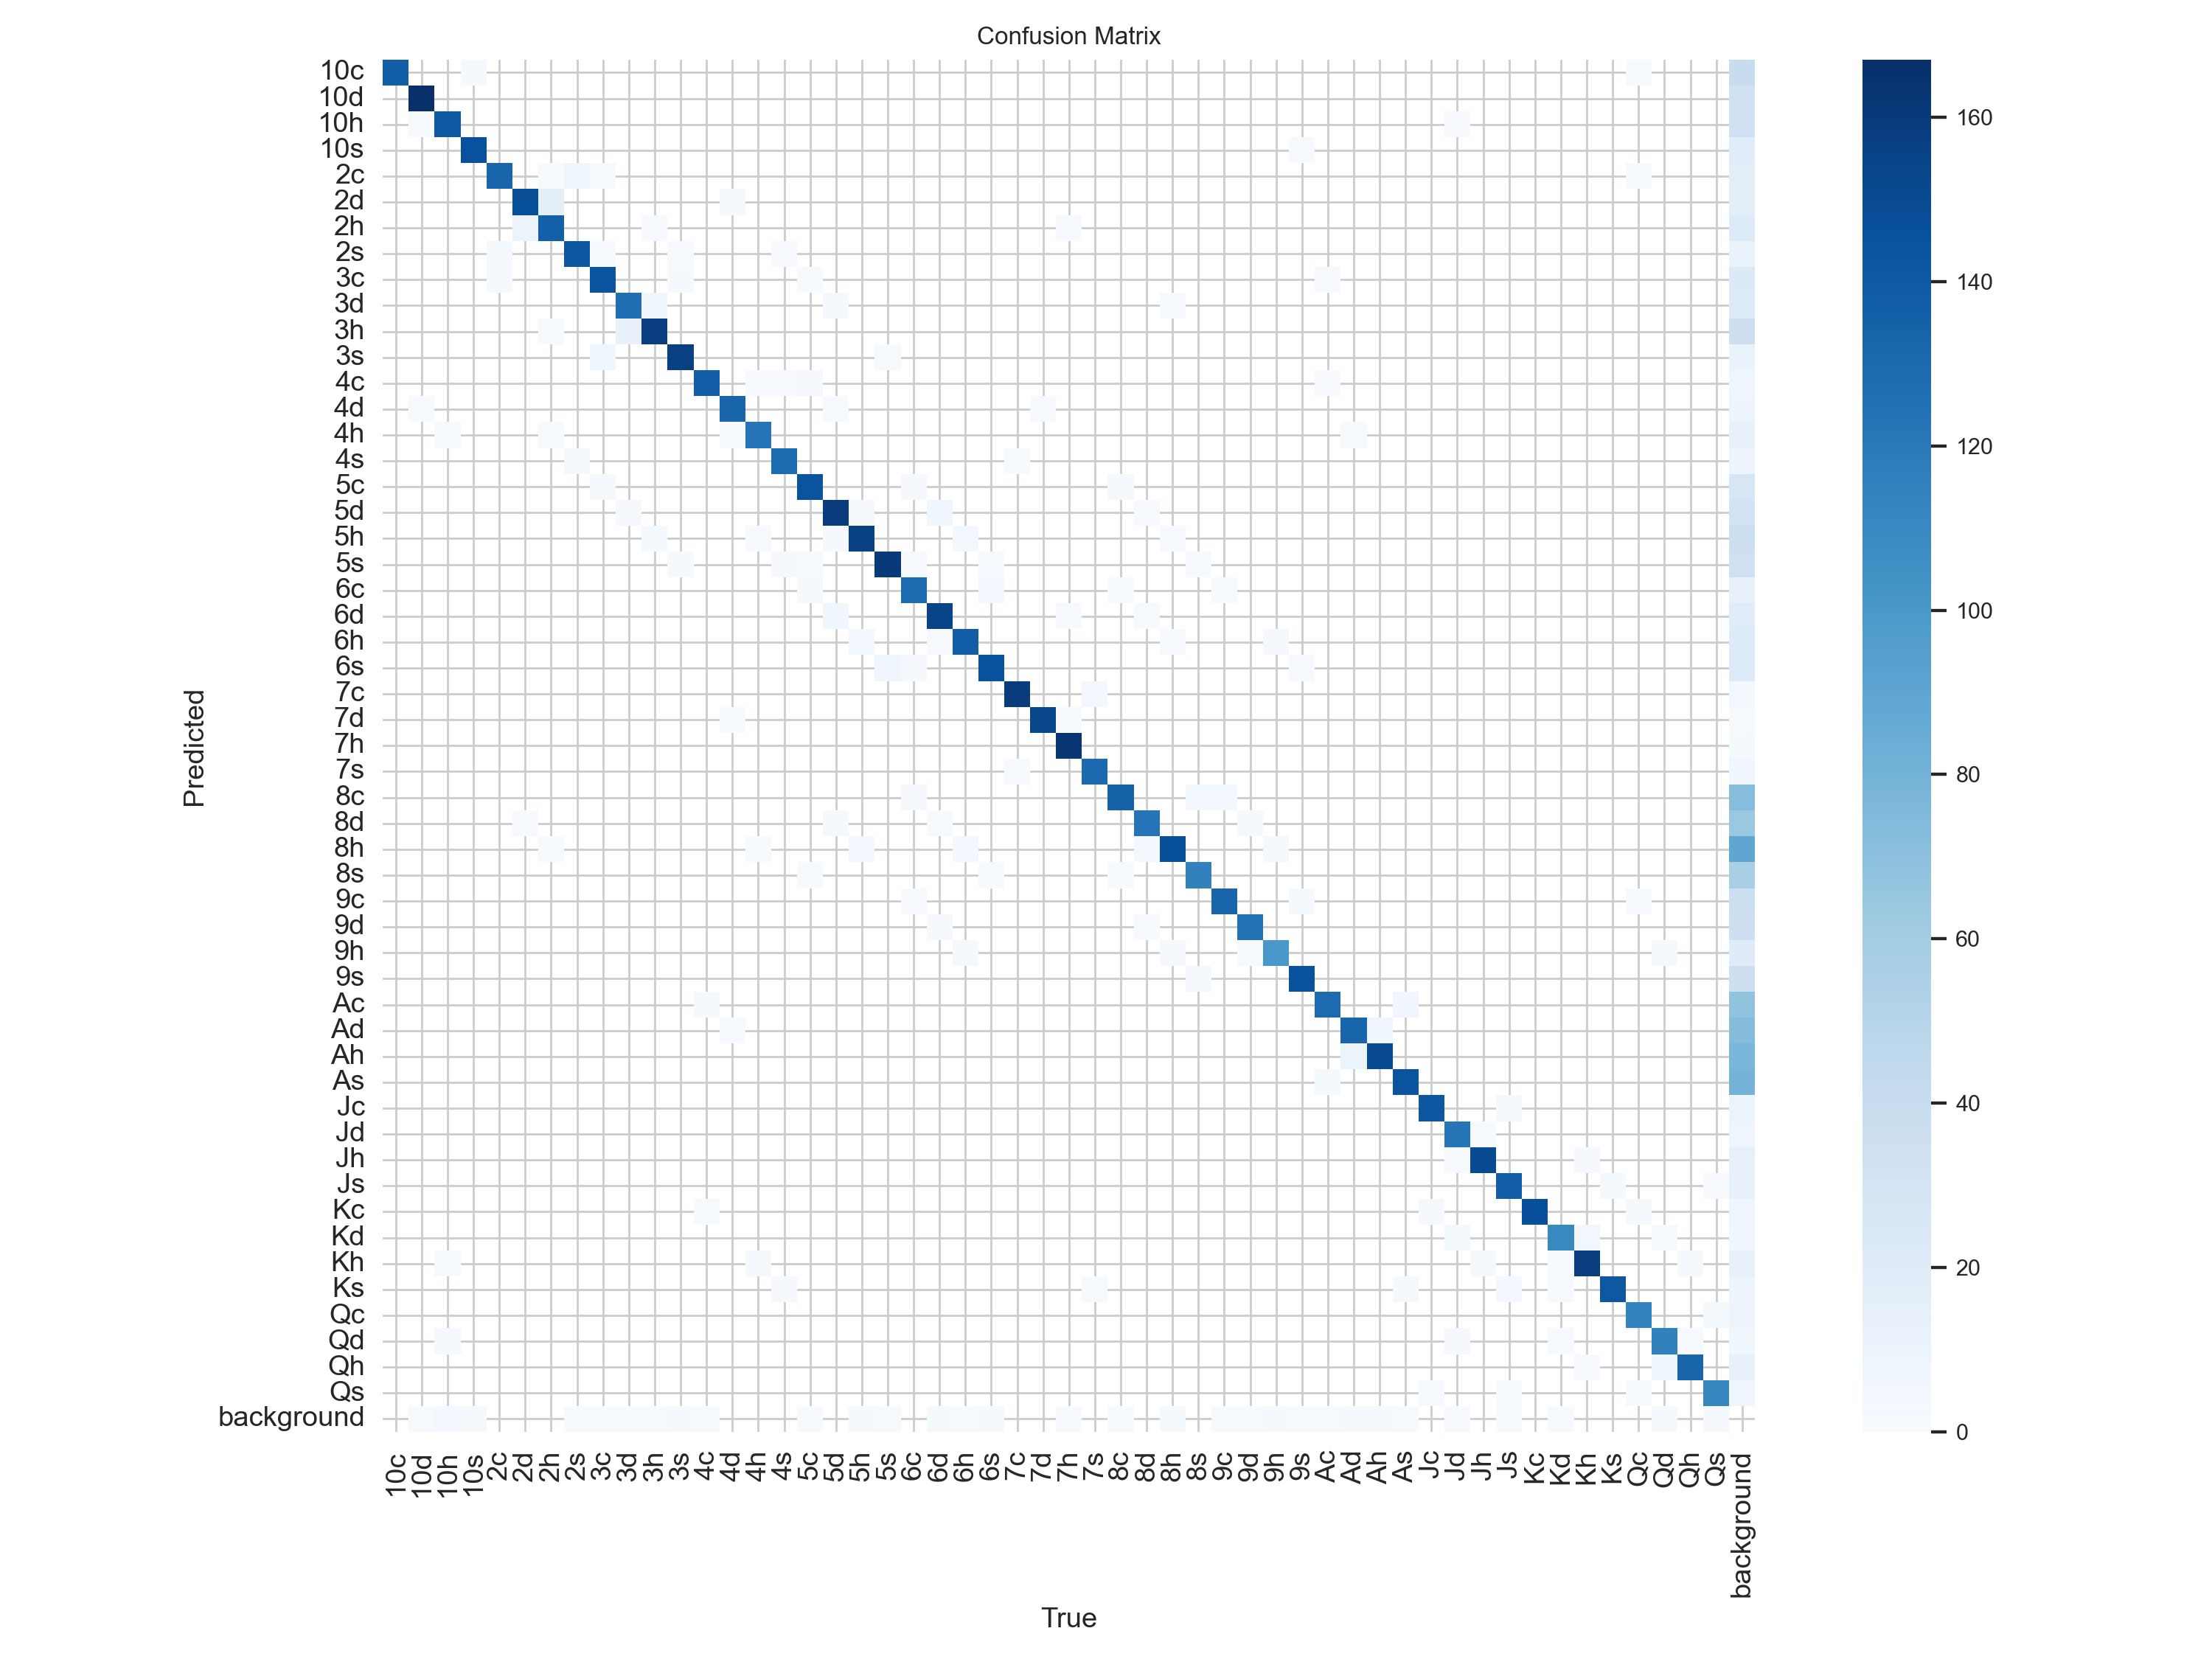 Confusion Matrix
Predicted
10c
10d
10h
10s
2c
2d
2h
2s
3c
3d
3h
3s
4c
4d
4h
4s
5c
5d
5h
5s
6c
6d
6h
6s
7c
7d
7h
7s
8c
8d
8h
8s
9c
9d
9h
9s
Ac
Ad
Ah
As
Jc
Jd
Jh
Js
Kc
Kd
Kh
Ks
Qc
Qd
Qh
Qs
background
10c 10d 10h 10s 2c 2d 2h 2s 3c 3d 3h 3s 4c 4d 4h 4s 5c 5d 5h 5s 6c 6d 6h 6s 7c 7d 7h 7s 8c 8d 8h 8s 9c 9d 9h 9s Ac Ad Ah As Jc Jd Jh Js Kc Kd Kh Ks Qc Qd Qh Qs background
True
160
140
120
100
80
60
40
20
0